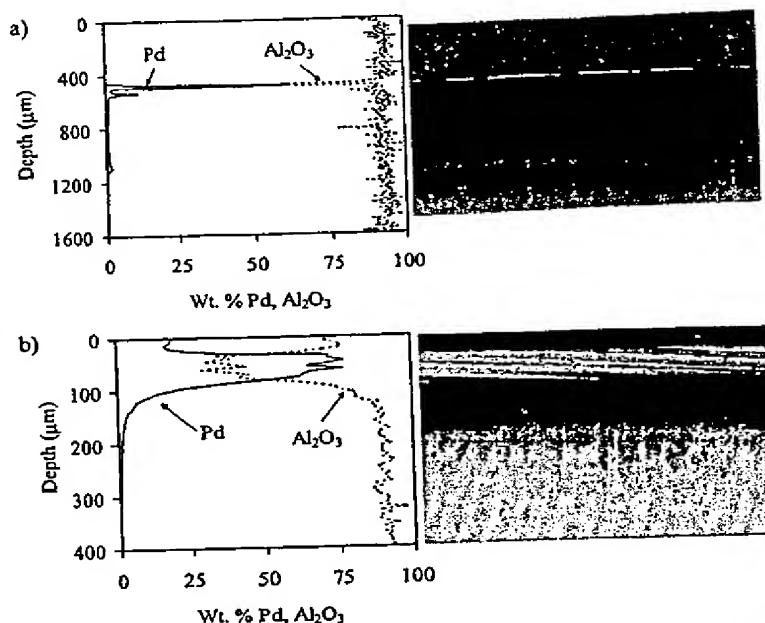 a)
0
400
800
1200
1600
Depth (µm)
Pd
Al₂O₃
0 25 50 75 100
Wt. % Pd, Al₂O₃
b)
0
100
200
300
400
Depth (µm)
Pd
Al₂O₃
0 25 50 75 100
Wt. % Pd, Al₂O₃